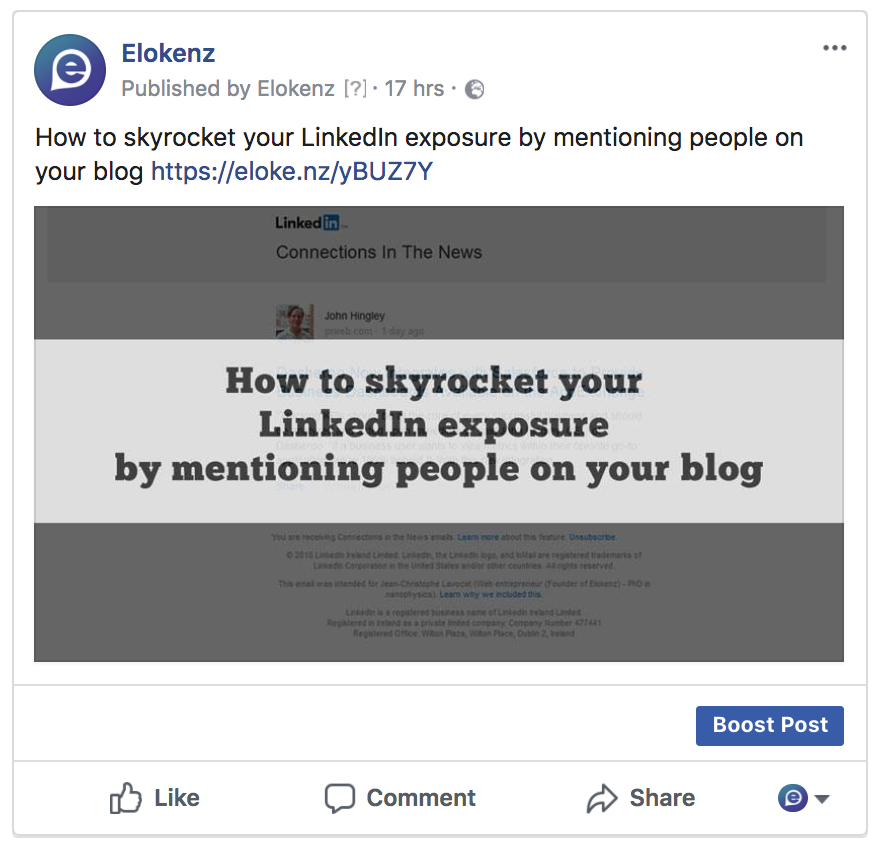 Elokenz
Published by Elokenz [?] · 17 hrs ·
How to skyrocket your LinkedIn exposure by mentioning people on
your blog https://eloke.nz/yBUZ7Y
LinkedIn
Connections In The News
John Hingley
prweb.com · 1 day ago
How to skyrocket your
LinkedIn exposure
by mentioning people on your blog
You are receiving Connections in the News emails. Learn more about this feature. Unsubscribe.
© 2015 LinkedIn Ireland Limited. LinkedIn, the LinkedIn logo, and InMail are registered trademarks of
LinkedIn Corporation in the United States and/or other countries. All rights reserved.
This email was intended for Jean-Christophe Lavocat (Web entrepreneur (Founder of Elokenz) - PhD in
nanophysics). Learn why we included this.
LinkedIn is a registered business name of LinkedIn Ireland Limited.
Registered in Ireland as a private limited company, Company Number 477441
Registered Office: Wilton Plaza, Wilton Place, Dublin 2, Ireland
Boost Post
Like
Comment
Share